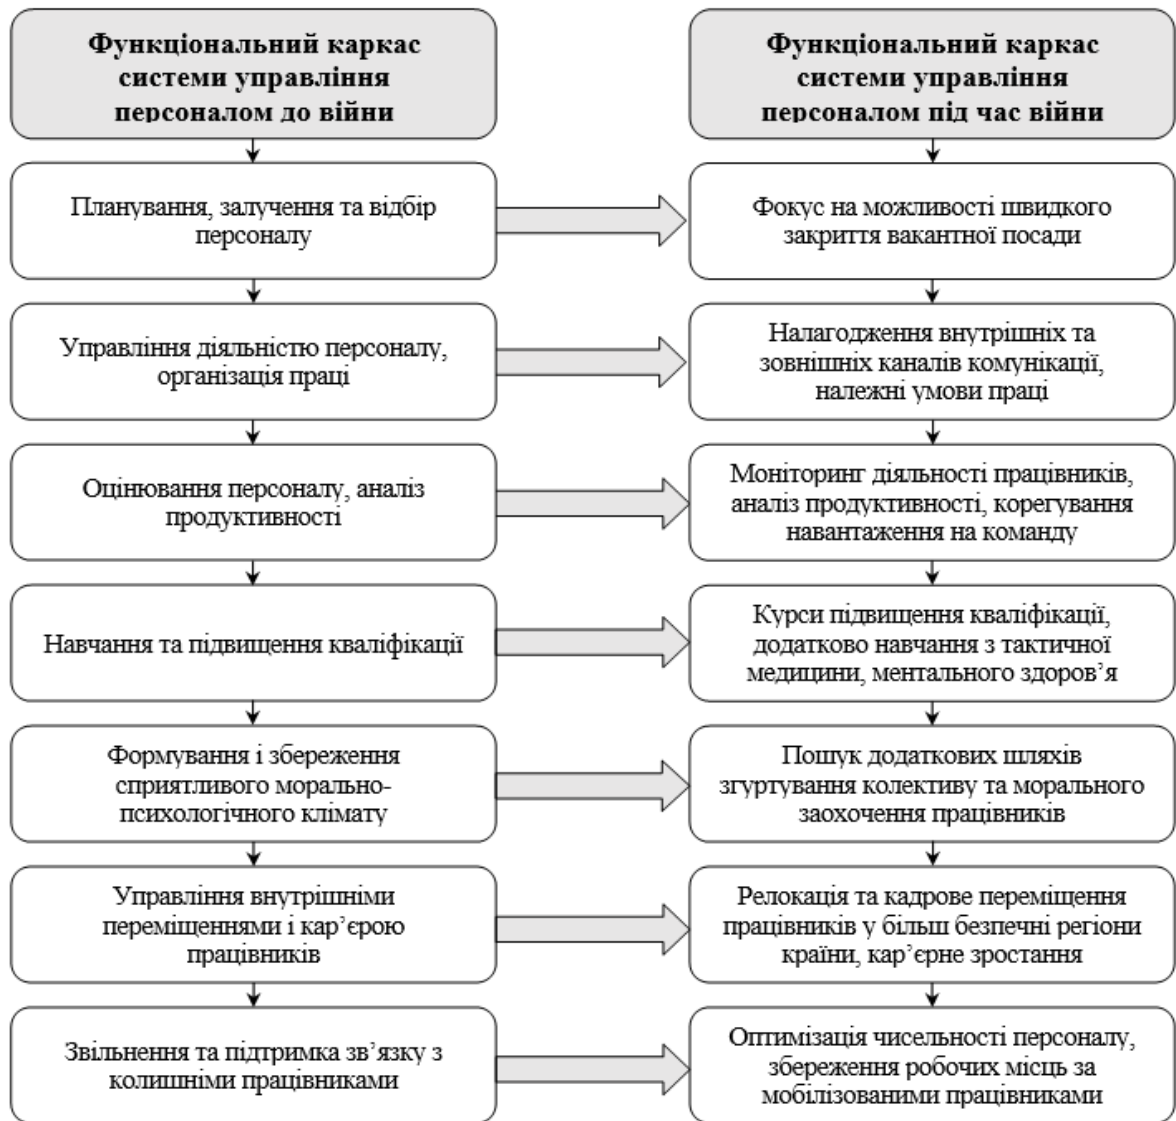 Функціональний каркас
системи управління
персоналом до війни
Функціональний каркас
системи управління
персоналом під час війни
Планування, залучення та відбір
персоналу
Фокус на можливості швидкого
закриття вакантної посади
Управління діяльністю персоналу,
організація праці
Налагодження внутрішніх та
зовнішніх каналів комунікації,
належні умови праці
Оцінювання персоналу, аналіз
продуктивності
Моніторинг діяльності працівників,
аналіз продуктивності, корегування
навантаження на команду
Навчання та підвищення кваліфікації
Курси підвищення кваліфікації,
додатково навчання з тактичної
медицини, ментального здоров’я
Формування і збереження
сприятливого морально-
психологічного клімату
Пошук додаткових шляхів
згуртування колективу та морального
заохочення працівників
Управління внутрішніми
переміщеннями і кар’єрою
працівників
Релокація та кадрове переміщення
працівників у більш безпечні регіони
країни, кар’єрне зростання
Звільнення та підтримка зв’язку з
колишніми працівниками
Оптимізація чисельності персоналу,
збереження робочих місць за
мобілізованими працівниками